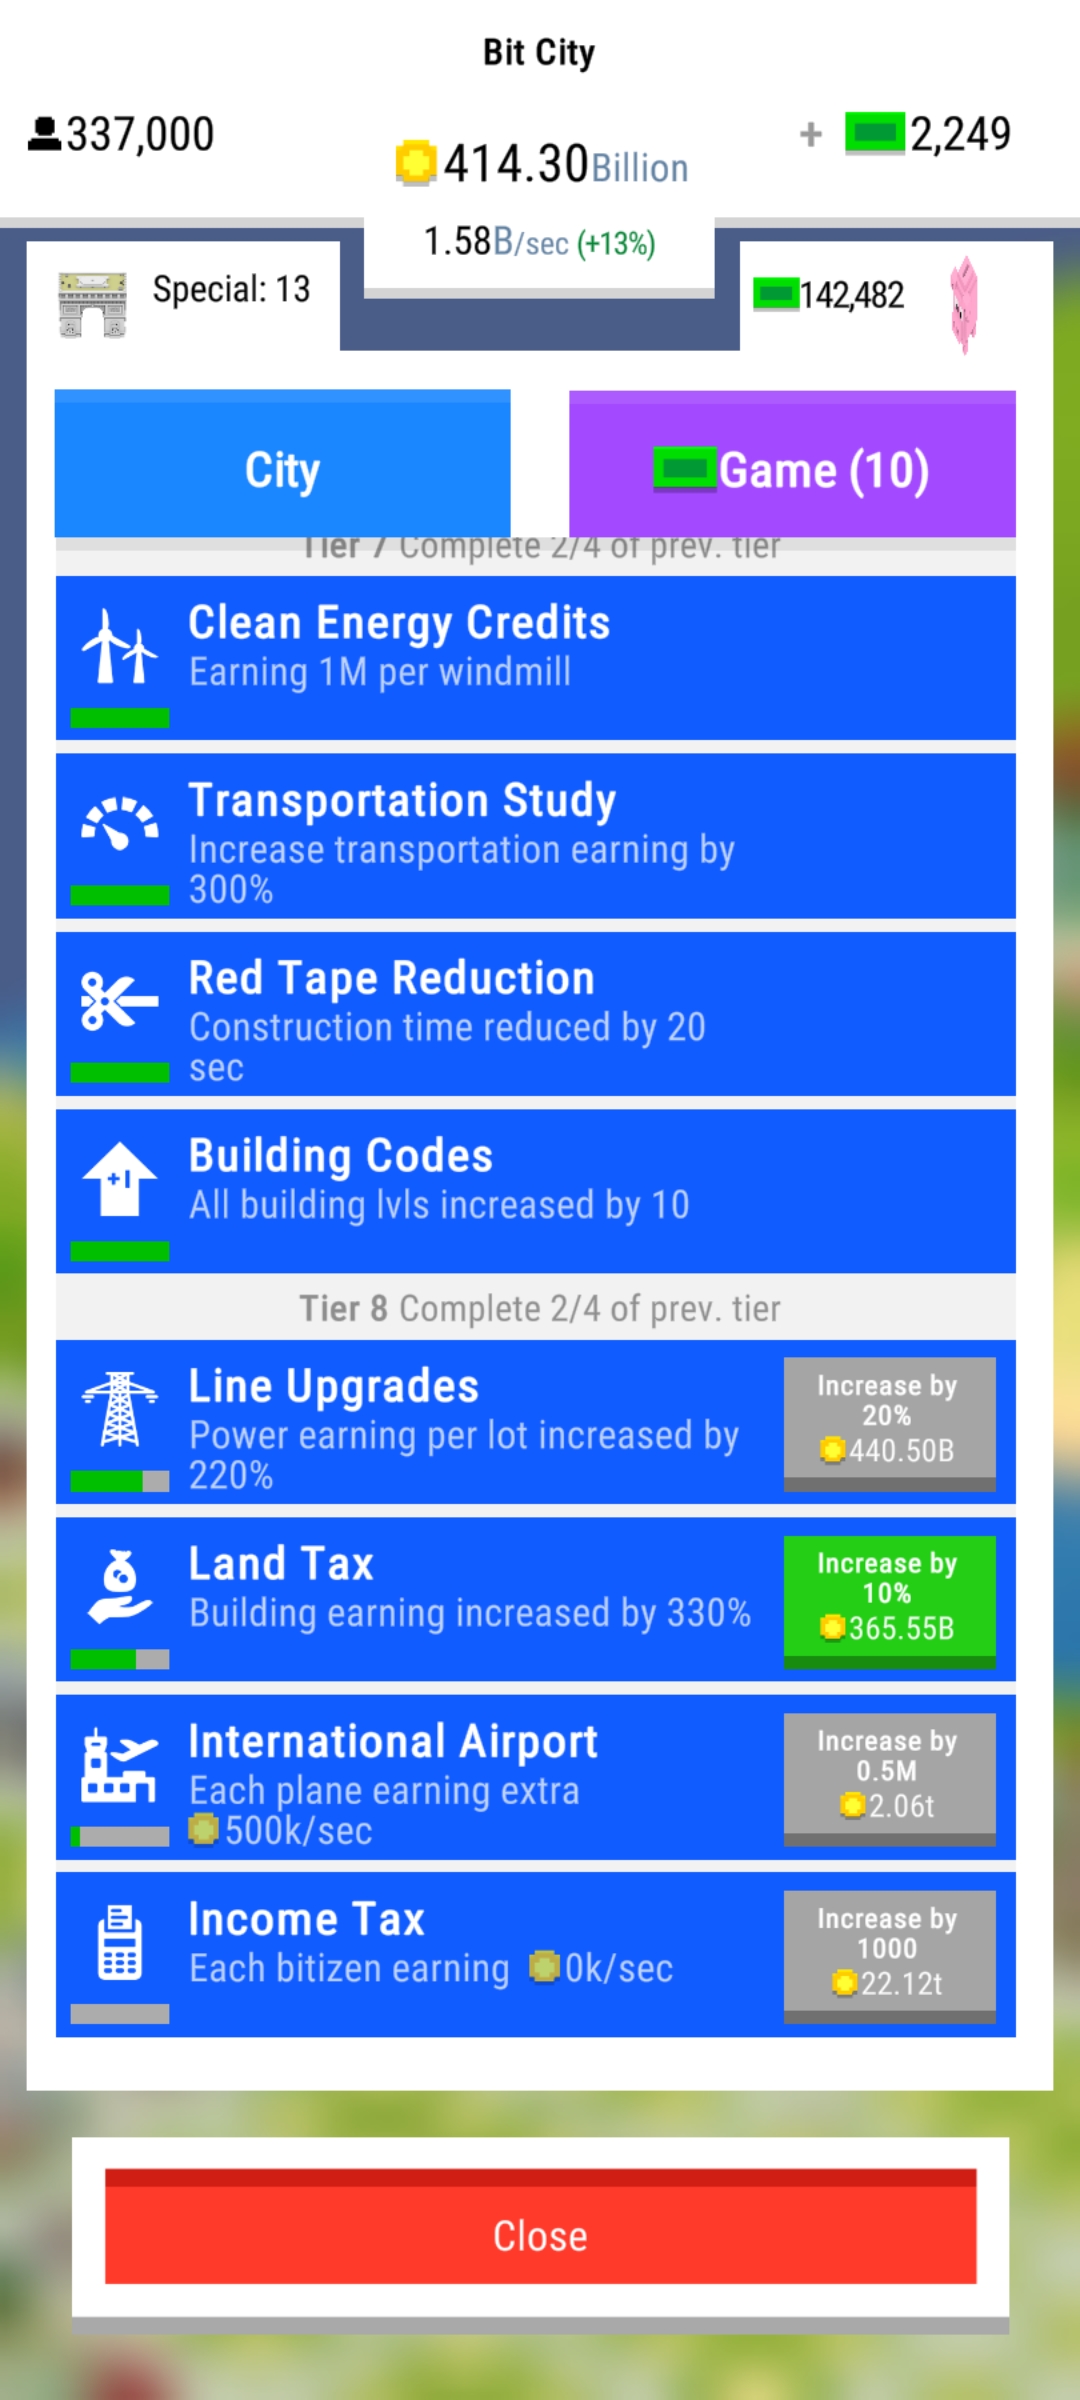 Bit City
337,000
414.30Billion
+ 2,249
1.58B/sec (+13%)
Special: 13
142,482
City
Game (10)
Tier 7 Complete 2/4 of prev. tier
Clean Energy Credits
Earning 1M per windmill
Transportation Study
Increase transportation earning by
300%
Red Tape Reduction
Construction time reduced by 20
sec
+1
Building Codes
All building lvls increased by 10
Tier 8 Complete 2/4 of prev. tier
Line Upgrades
Power earning per lot increased by
220%
Increase by
20%
440.50B
Land Tax
Building earning increased by 330%
Increase by
10%
365.55B
International Airport
Each plane earning extra
500k/sec
Increase by
0.5M
2.06t
Income Tax
Each bitizen earning 0k/sec
Increase by
1000
22.12t
Close